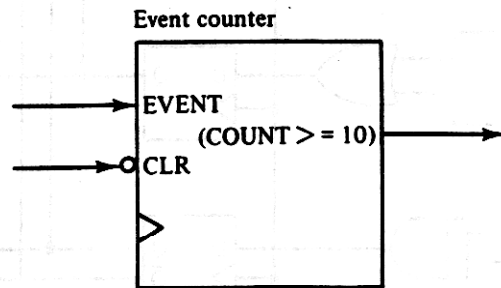 Event counter
EVENT
(COUNT > = 10)
CLR